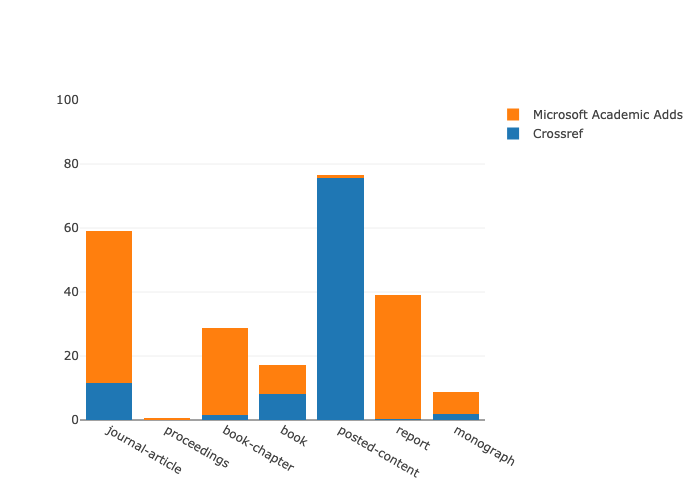 100
80
60
40
20
0
journal-article
proceedings
book-chapter
book
posted-content
report
monograph
Microsoft Academic Adds
Crossref